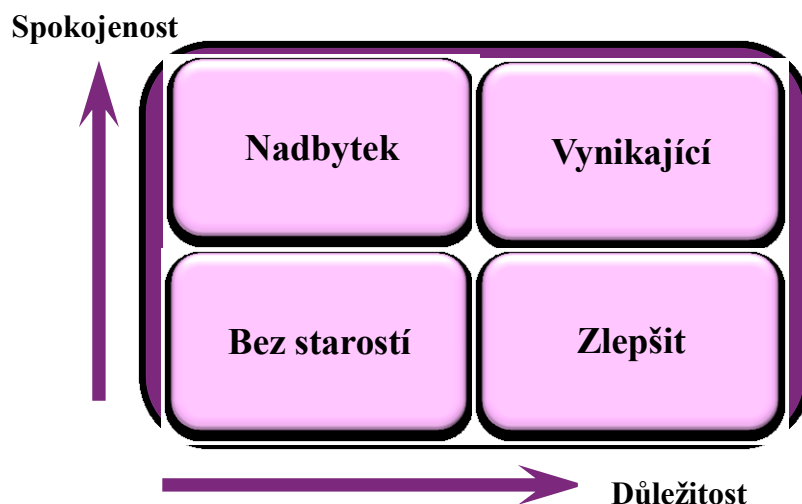 Spokojenost
Nadbytek
Vynikající
Bez starostí
Zlepšit
Důležitost